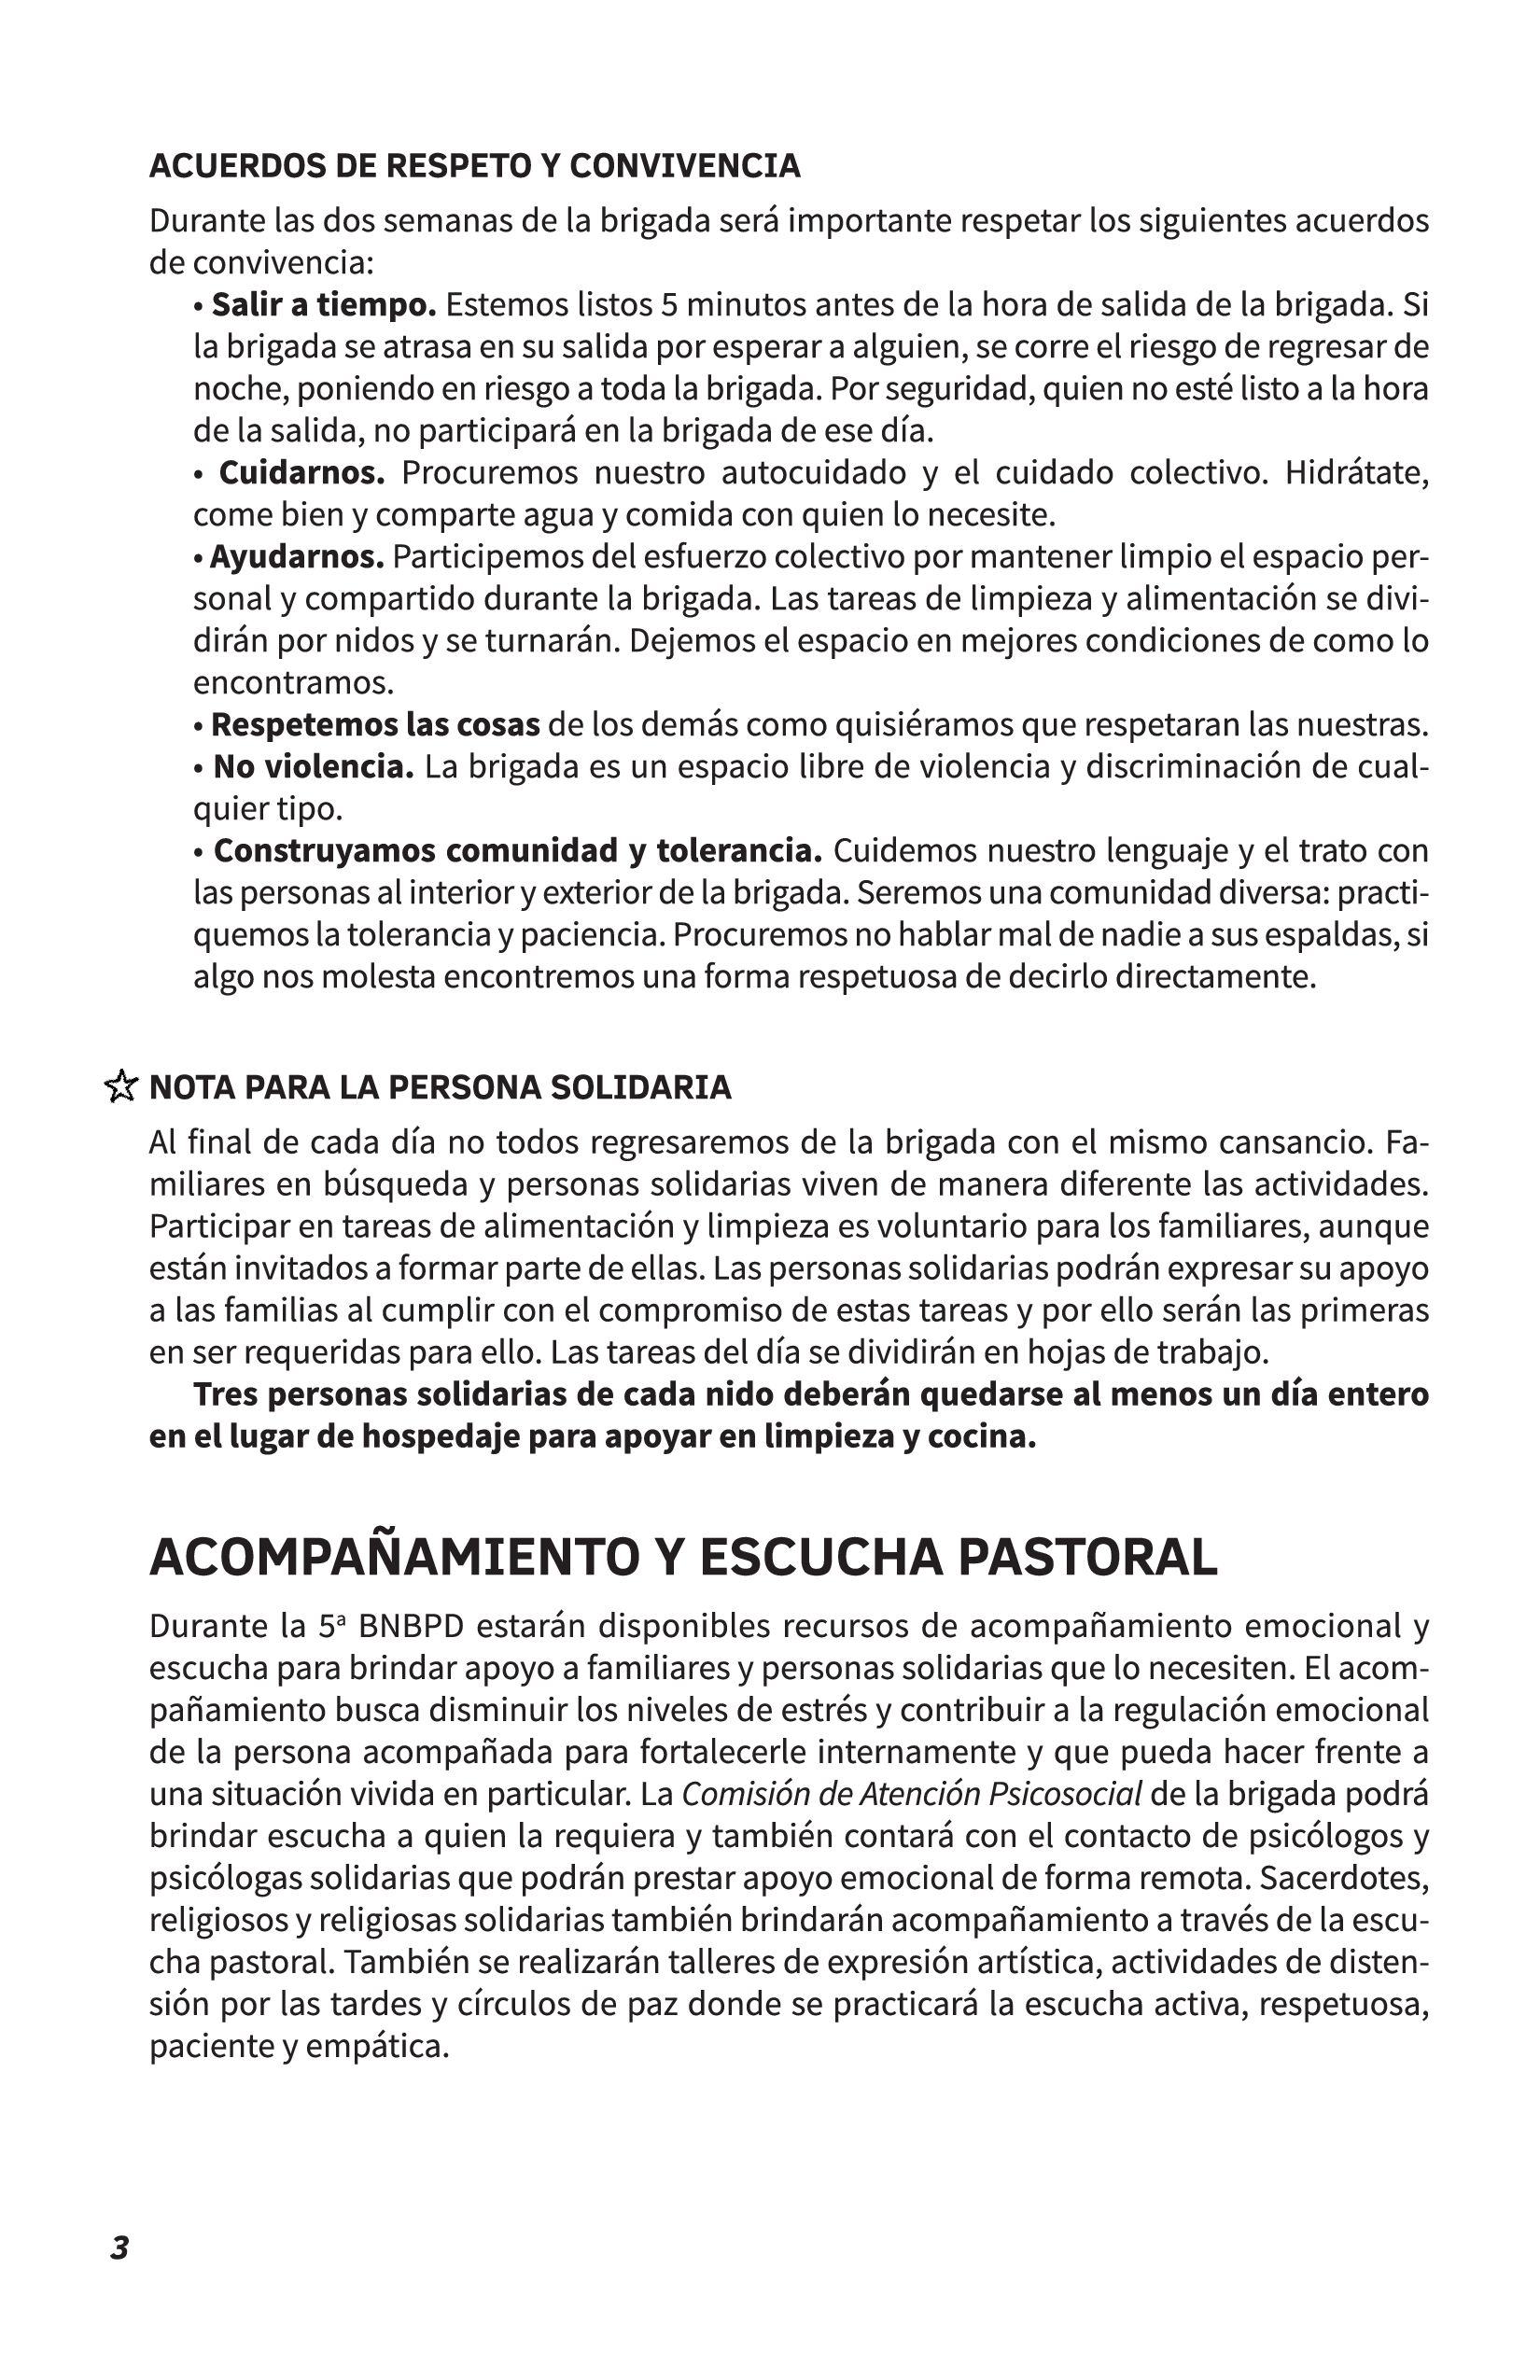 ACUERDOS DE RESPETO Y CONVIVENCIA
Durante las dos semanas de la brigada será importante respetar los siguientes acuerdos
de convivencia:
• Salir a tiempo. Estemos listos 5 minutos antes de la hora de salida de la brigada. Si
la brigada se atrasa en su salida por esperar a alguien, se corre el riesgo de regresar de
noche, poniendo en riesgo a toda la brigada. Por seguridad, quien no esté listo a la hora
de la salida, no participará en la brigada de ese día.
• Cuidarnos. Procuremos nuestro autocuidado y el cuidado colectivo. Hidrátate,
come bien y comparte agua y comida con quien lo necesite.
• Ayudarnos. Participemos del esfuerzo colectivo por mantener limpio el espacio per-
sonal y compartido durante la brigada. Las tareas de limpieza y alimentación se divi-
dirán por nidos y se turnarán. Dejemos el espacio en mejores condiciones de como lo
encontramos.
• Respetemos las cosas de los demás como quisiéramos que respetaran las nuestras.
• No violencia. La brigada es un espacio libre de violencia y discriminación de cual-
quier tipo.
• Construyamos comunidad y tolerancia. Cuidemos nuestro lenguaje y el trato con
las personas al interior y exterior de la brigada. Seremos una comunidad diversa: practi-
quemos la tolerancia y paciencia. Procuremos no hablar mal de nadie a sus espaldas, si
algo nos molesta encontremos una forma respetuosa de decirlo directamente.
NOTA PARA LA PERSONA SOLIDARIA
Al final de cada día no todos regresaremos de la brigada con el mismo cansancio. Fa-
miliares en búsqueda y personas solidarias viven de manera diferente las actividades.
Participar en tareas de alimentación y limpieza es voluntario para los familiares, aunque
están invitados a formar parte de ellas. Las personas solidarias podrán expresar su apoyo
a las familias al cumplir con el compromiso de estas tareas y por ello serán las primeras
en ser requeridas para ello. Las tareas del día se dividirán en hojas de trabajo.
Tres personas solidarias de cada nido deberán quedarse al menos un día entero
en el lugar de hospedaje para apoyar en limpieza y cocina.
ACOMPAÑAMIENTO Y ESCUCHA PASTORAL
Durante la 5ª BNBPD estarán disponibles recursos de acompañamiento emocional y
escucha para brindar apoyo a familiares y personas solidarias que lo necesiten. El acom-
pañamiento busca disminuir los niveles de estrés y contribuir a la regulación emocional
de la persona acompañada para fortalecerle internamente y que pueda hacer frente a
una situación vivida en particular. La Comisión de Atención Psicosocial de la brigada podrá
brindar escucha a quien la requiera y también contará con el contacto de psicólogos y
psicólogas solidarias que podrán prestar apoyo emocional de forma remota. Sacerdotes,
religiosos y religiosas solidarias también brindarán acompañamiento a través de la escu-
cha pastoral. También se realizarán talleres de expresión artística, actividades de disten-
sión por las tardes y círculos de paz donde se practicará la escucha activa, respetuosa,
paciente y empática.
3